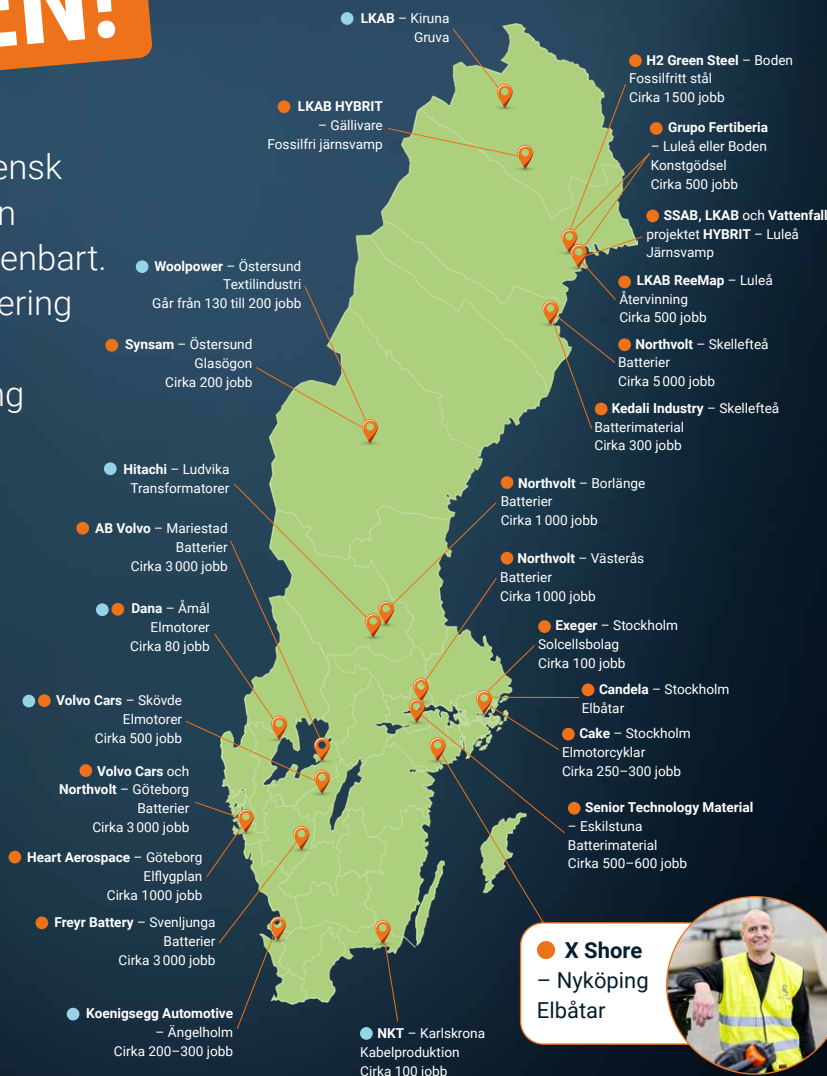 EN!
ensk
n
enbart.
ering
ng
LKAB – Kiruna
Gruva
LKAB HYBRIT
– Gällivare
Fossilfri järnsvamp
Woolpower – Östersund
Textilindustri
Går från 130 till 200 jobb
Synsam – Östersund
Glasögon
Cirka 200 jobb
Hitachi – Ludvika
Transformatorer
AB Volvo – Mariestad
Batterier
Cirka 3 000 jobb
Dana – Åmål
Elmotorer
Cirka 80 jobb
Volvo Cars – Skövde
Elmotorer
Cirka 500 jobb
Volvo Cars och
Northvolt – Göteborg
Batterier
Cirka 3 000 jobb
Heart Aerospace – Göteborg
Elflygplan
Cirka 1000 jobb
Freyr Battery – Svenljunga
Batterier
Cirka 3 000 jobb
Koenigsegg Automotive
– Ängelholm
Cirka 200–300 jobb
H2 Green Steel – Boden
Fossilfritt stål
Cirka 1500 jobb
Grupo Fertiberia
– Luleå eller Boden
Konstgödsel
Cirka 500 jobb
SSAB, LKAB och Vattenfall
projektet HYBRIT – Luleå
Järnsvamp
LKAB ReeMap – Luleå
Återvinning
Cirka 500 jobb
Northvolt – Skellefteå
Batterier
Cirka 5 000 jobb
Kedali Industry – Skellefteå
Batterimaterial
Cirka 300 jobb
Northvolt – Borlänge
Batterier
Cirka 1 000 jobb
Northvolt – Västerås
Batterier
Cirka 1000 jobb
Exeger – Stockholm
Solcellsbolag
Cirka 100 jobb
Candela – Stockholm
Elbåtar
Cake – Stockholm
Elmotorcyklar
Cirka 250–300 jobb
Senior Technology Material
– Eskilstuna
Batterimaterial
Cirka 500–600 jobb
X Shore
– Nyköping
Elbåtar
NKT – Karlskrona
Kabelproduktion
Cirka 100 jobb